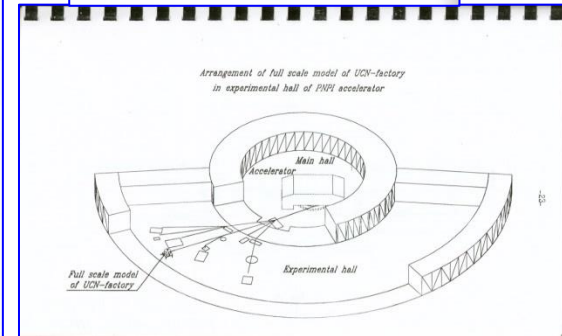 Arrangement of full scale model of UCN-factory
in experimental hall of PNPI accelerator
Main hall
Accelerator
-23-
Experimental hall
Full scale model
of UCN-factory